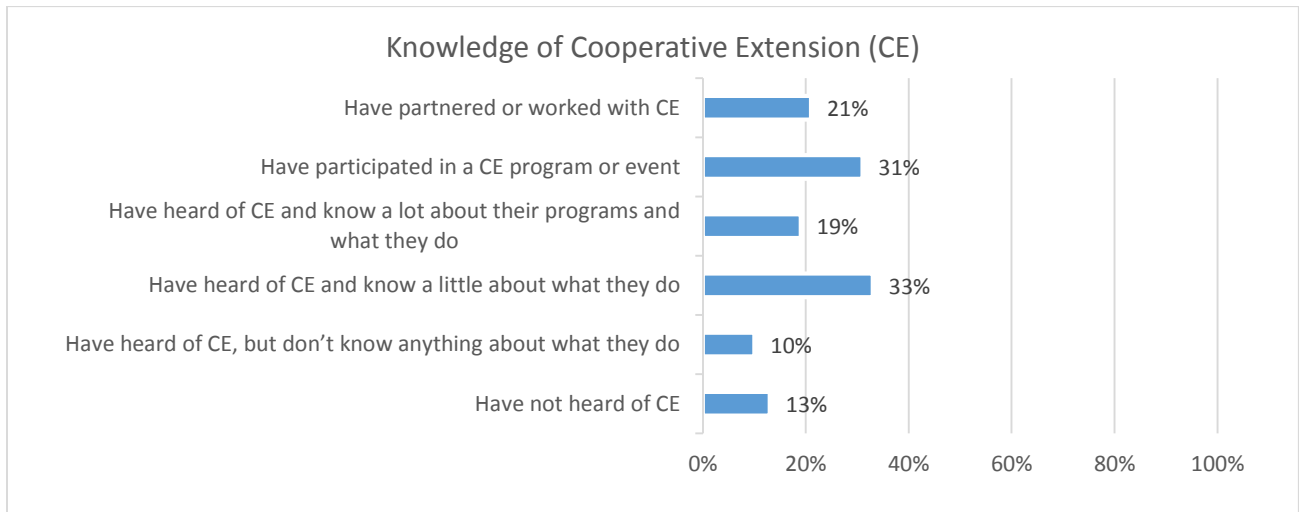 Knowledge of Cooperative Extension (CE)
Have partnered or worked with CE
21%
Have participated in a CE program or event
31%
Have heard of CE and know a lot about their programs and
what they do
19%
Have heard of CE and know a little about what they do
33%
Have heard of CE, but don’t know anything about what they do
10%
Have not heard of CE
13%
0% 20% 40% 60% 80% 100%